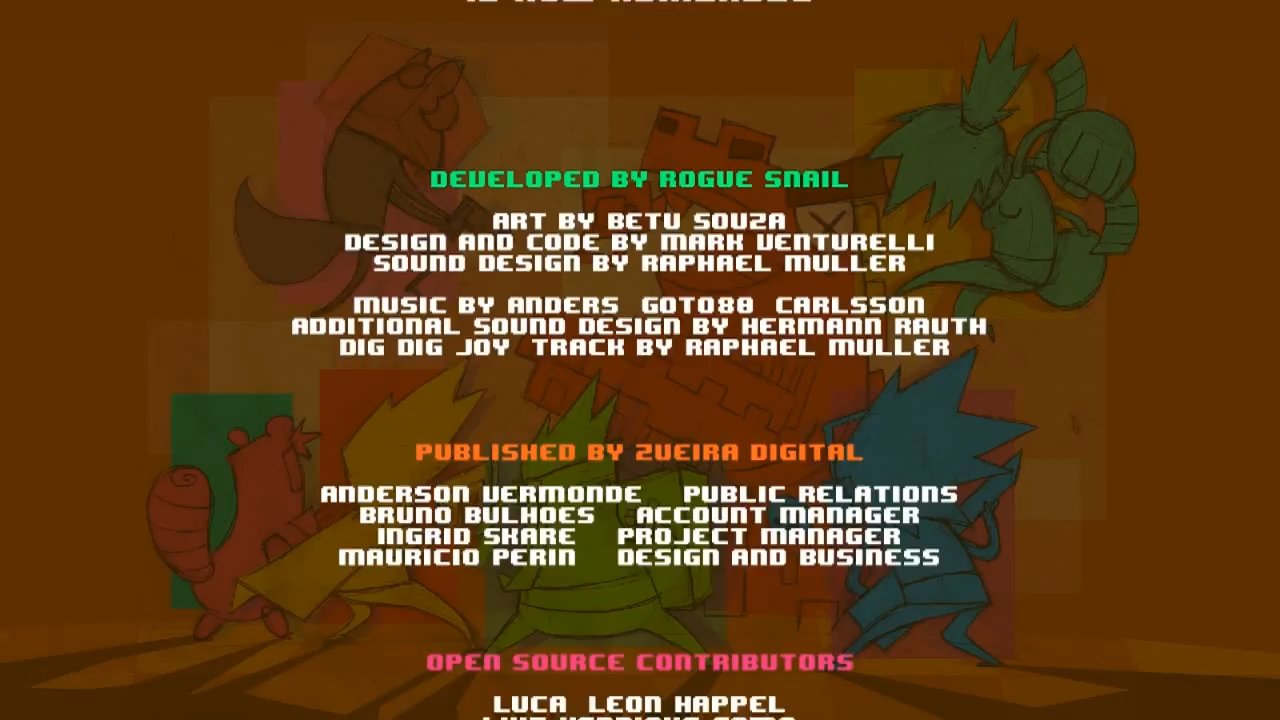 DEVELOPED BY ROGUE SNAIL
ART BY BETU SOUZA
DESIGN AND CODE BY MARK VENTURELLI
SOUND DESIGN BY RAPHAEL MULLER
MUSIC BY ANDERS GOTO88 CARLSSON
ADDITIONAL SOUND DESIGN BY HERMANN RAUTH
DIG DIG JOY TRACK BY RAPHAEL MULLER
PUBLISHED BY ZUEIRA DIGITAL
ANDERSON VERMONDE PUBLIC RELATIONS
BRUNO BULHOES ACCOUNT MANAGER
INGRID SKARE PROJECT MANAGER
MAURICIO PERIN DESIGN AND BUSINESS
OPEN SOURCE CONTRIBUTORS
LUCA LEON HAPPEL